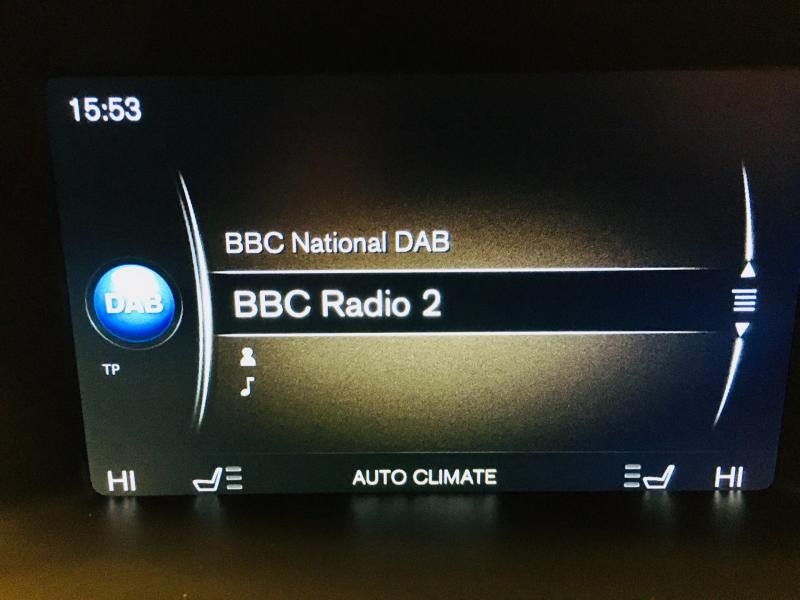 15:53
BBC National DAB
DAB
BBC Radio 2
TP
HI
AUTO CLIMATE
HI